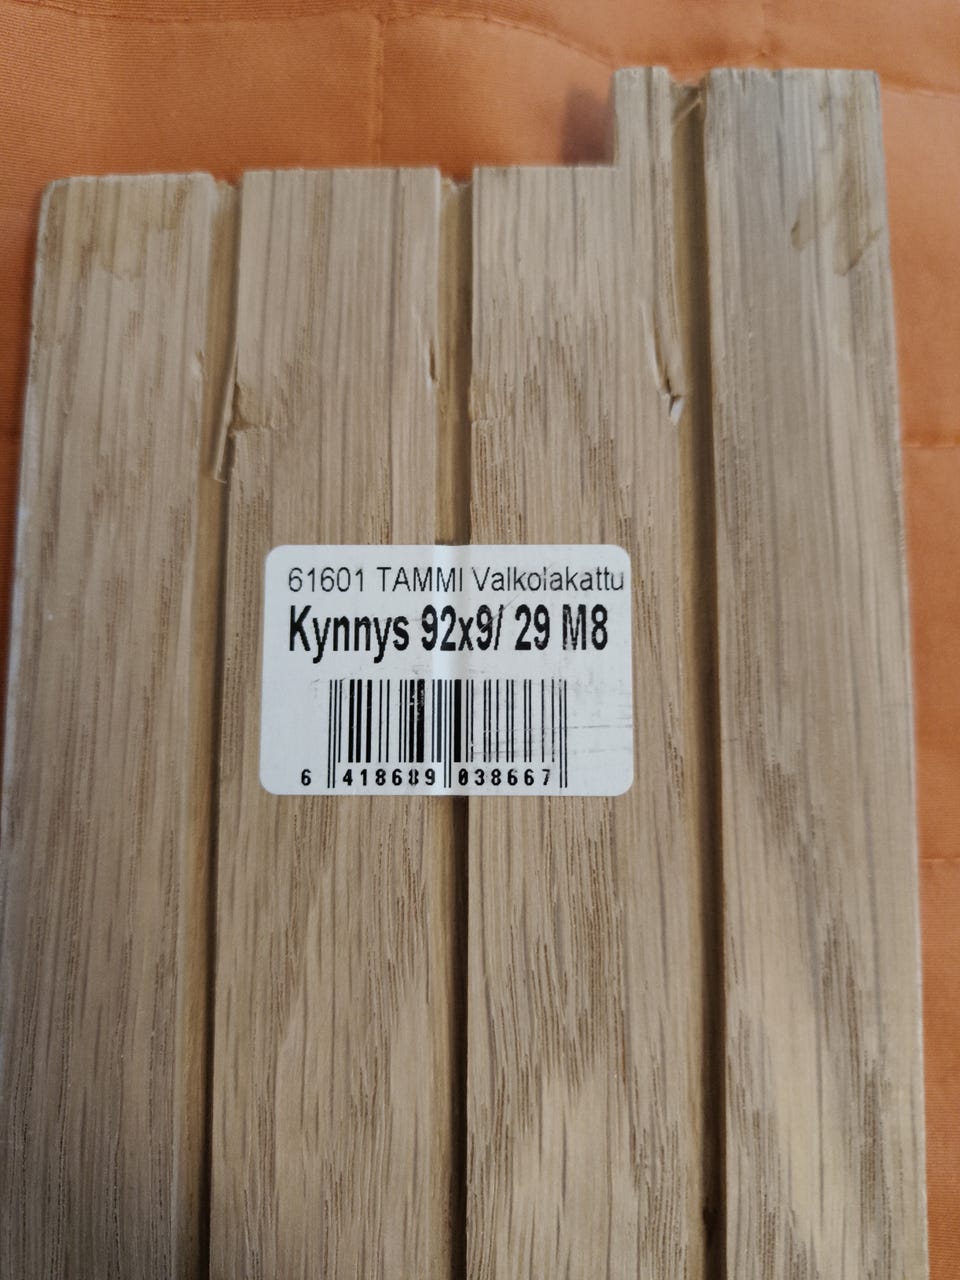 61601 TAMMI Valkolakattu
Kynnys 92x9/ 29 M8
6 418689 038667